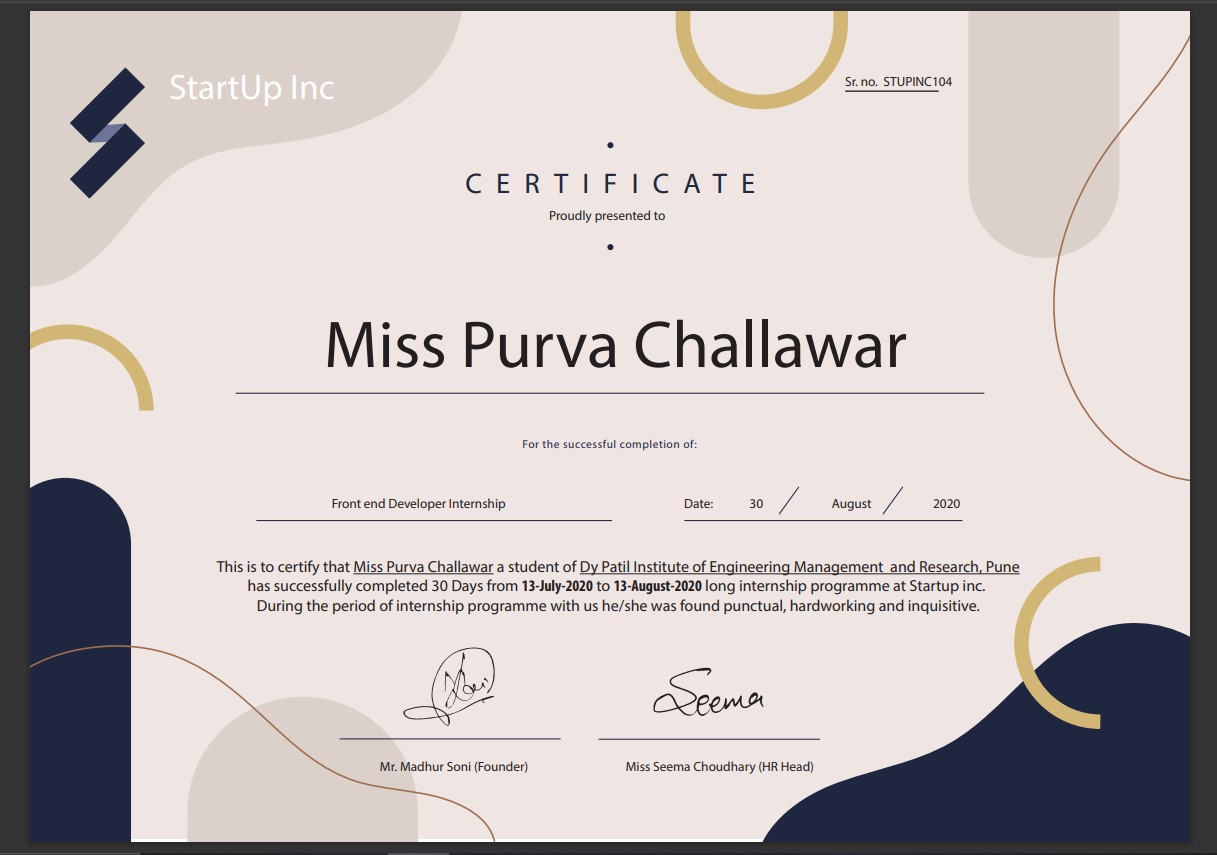 StartUp Inc
Sr. no. STUPINC104
CERTIFICATE
Proudly presented to
Miss Purva Challawar
For the successful completion of:
Front end Developer Internship
Date: 30 / August / 2020
This is to certify that Miss Purva Challawar a student of Dy Patil Institute of Engineering Management and Research, Pune
has successfully completed 30 Days from 13-July-2020 to 13-August-2020 long internship programme at Startup inc.
During the period of internship programme with us he/she was found punctual, hardworking and inquisitive.
Seema
Mr. Madhur Soni (Founder)
Miss Seema Choudhary (HR Head)